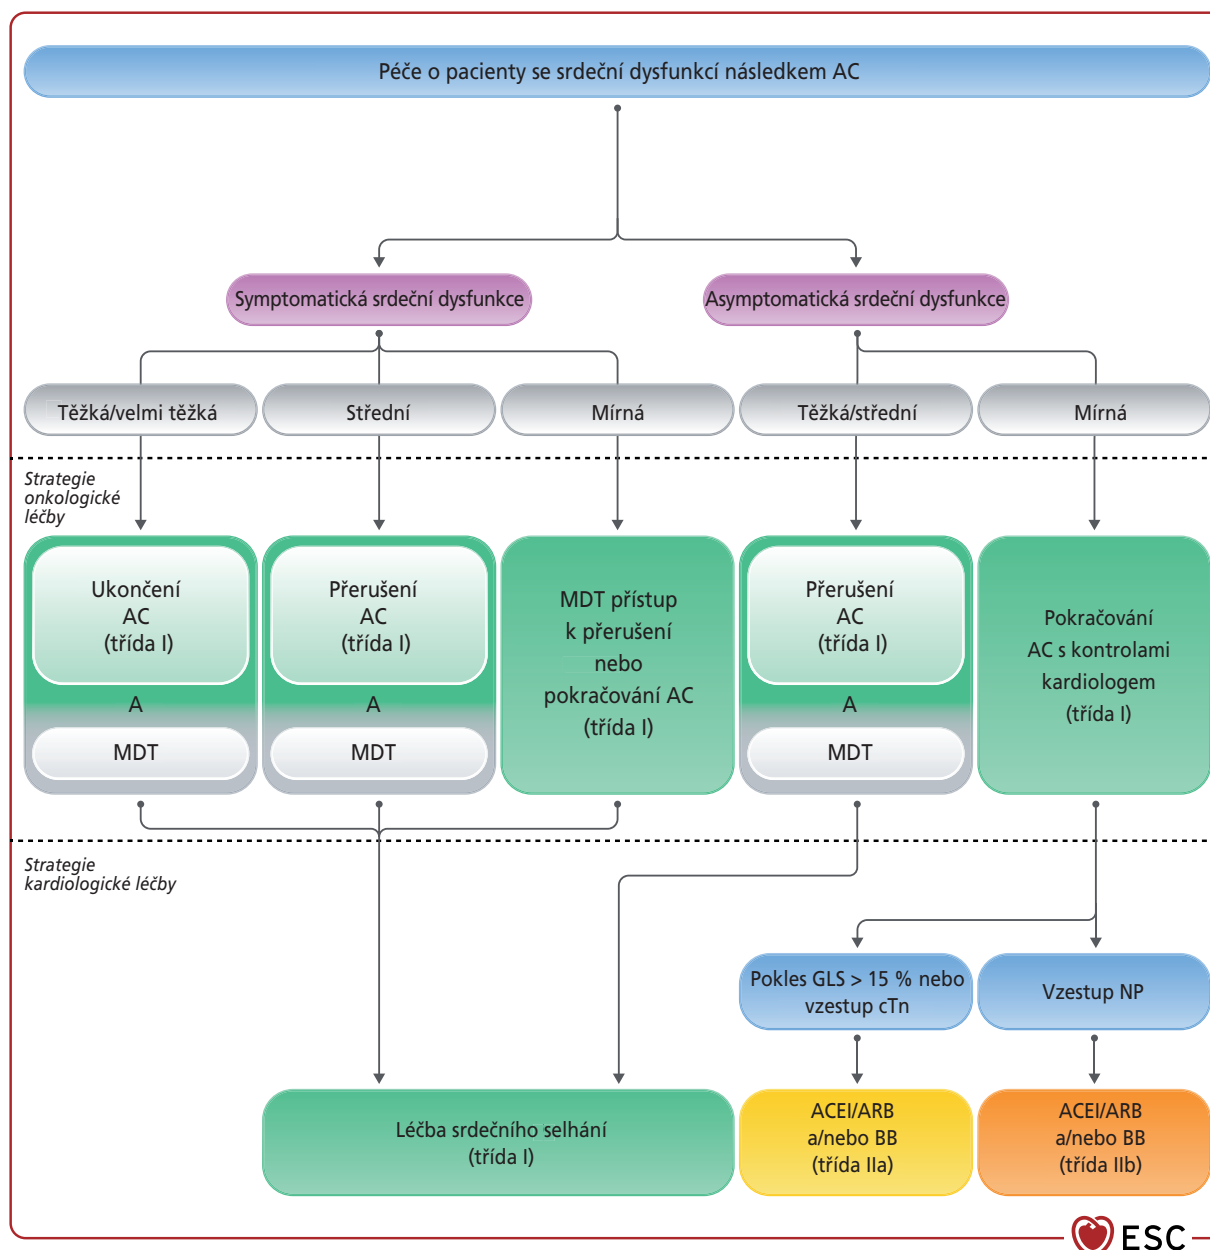 Péče o pacienty se srdeční dysfunkcí následkem AC
Symptomatická srdeční dysfunkce
Asymptomatická srdeční dysfunkce
Těžká/velmi těžká
Střední
Mírná
Těžká/střední
Mírná
Strategie
onkologické
léčby
Ukončení
AC
(třída I)
A
MDT
Přerušení
AC
(třída I)
A
MDT
MDT přístup
k přerušení
nebo
pokračování AC
(třída I)
Přerušení
AC
(třída I)
A
MDT
Pokračování
AC s kontrolami
kardiologem
(třída I)
Strategie
kardiologické léčby
Pokles GLS > 15 % nebo
vzestup cTn
Vzestup NP
Léčba srdečního selhání
(třída I)
ACEI/ARB
a/nebo BB
(třída IIa)
ACEI/ARB
a/nebo BB
(třída IIb)
ESC